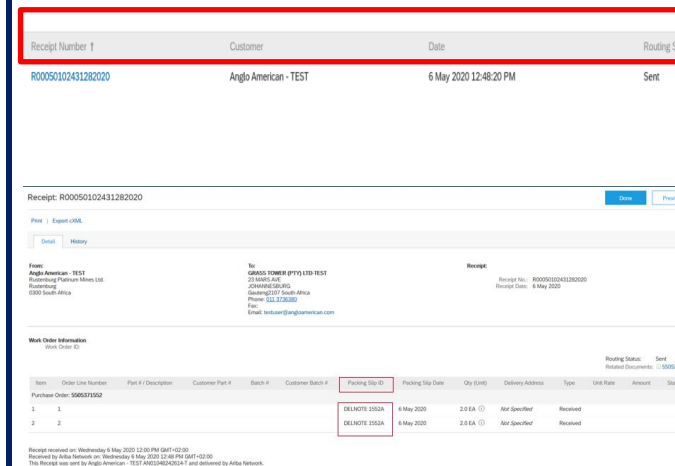 Receipt Number ↑ Customer Date Routing S
R00050102431282020 Anglo American - TEST 6 May 2020 12:48:20 PM Sent
Receipt: R00050102431282020 Done Previ
Print | Export cXML
Detail History
From: To: Receipt:
Anglo American - TEST GRASS TOWER (PTY) LTD-TEST
Rustenburg Platinum Mines Ltd. 23 MARS AVE Receipt No.: R00050102431282020
Rustenburg JOHANNESBURG Receipt Date: 6 May 2020
0300 South Africa Gauteng2107 South Africa
Phone: 011 3736380
Fax:
Email: testuser@angloamerican.com
Work Order Information
Work Order ID:
Routing Status: Sent
Related Documents: 5505
Item Order Line Number Part # / Description Customer Part # Batch # Customer Batch # Packing Slip ID Packing Slip Date Qty (Unit) Delivery Address Type Unit Rate Amount Sta
Purchase Order: 5505371552
1 1 DELNOTE 1552A 6 May 2020 2.0 EA Not Specified Received
2 2 DELNOTE 1552A 6 May 2020 2.0 EA Not Specified Received
Receipt received on: Wednesday 6 May 2020 12:00 PM GMT+02:00
Received by Ariba Network on: Wednesday 6 May 2020 12:48 PM GMT+02:00
This Receipt was sent by Anglo American - TEST AN01048242614-T and delivered by Ariba Network.